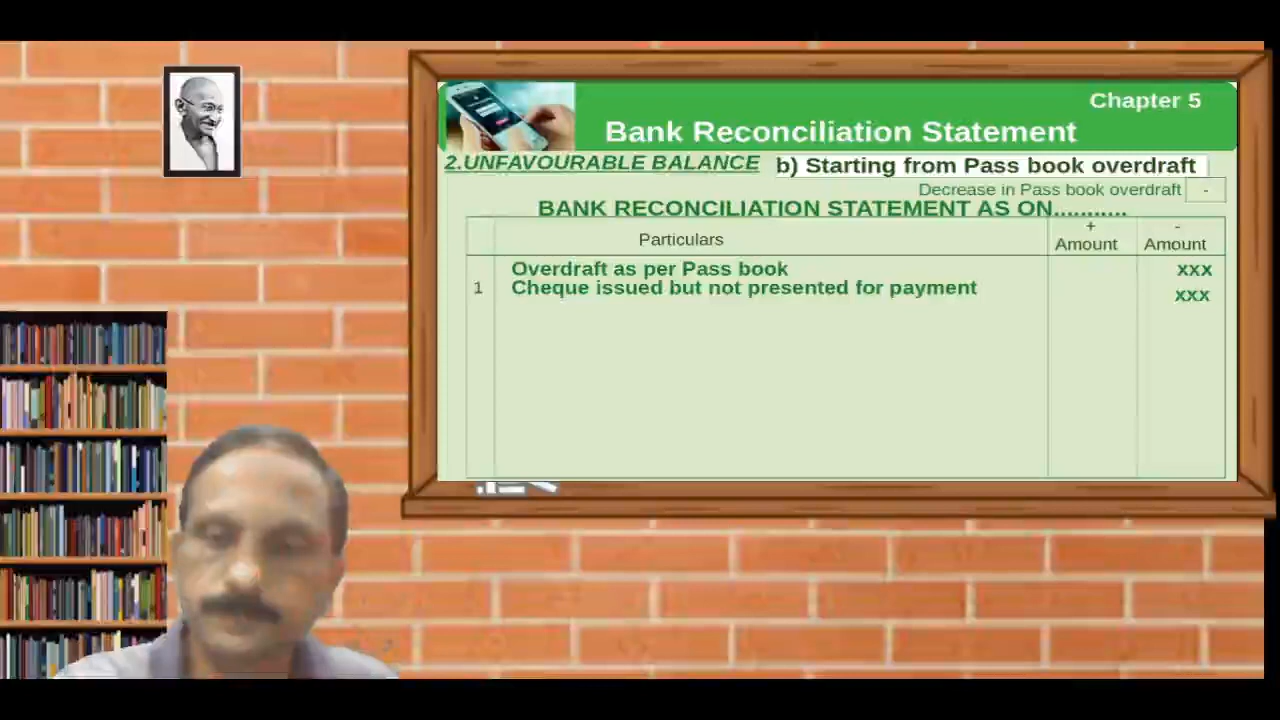 Chapter 5
Bank Reconciliation Statement
2.UNFAVOURABLE BALANCE b) Starting from Pass book overdraft
Decrease in Pass book overdraft -
BANK RECONCILIATION STATEMENT AS ON...........
Particulars + Amount - Amount
Overdraft as per Pass book xxx
1 Cheque issued but not presented for payment xxx